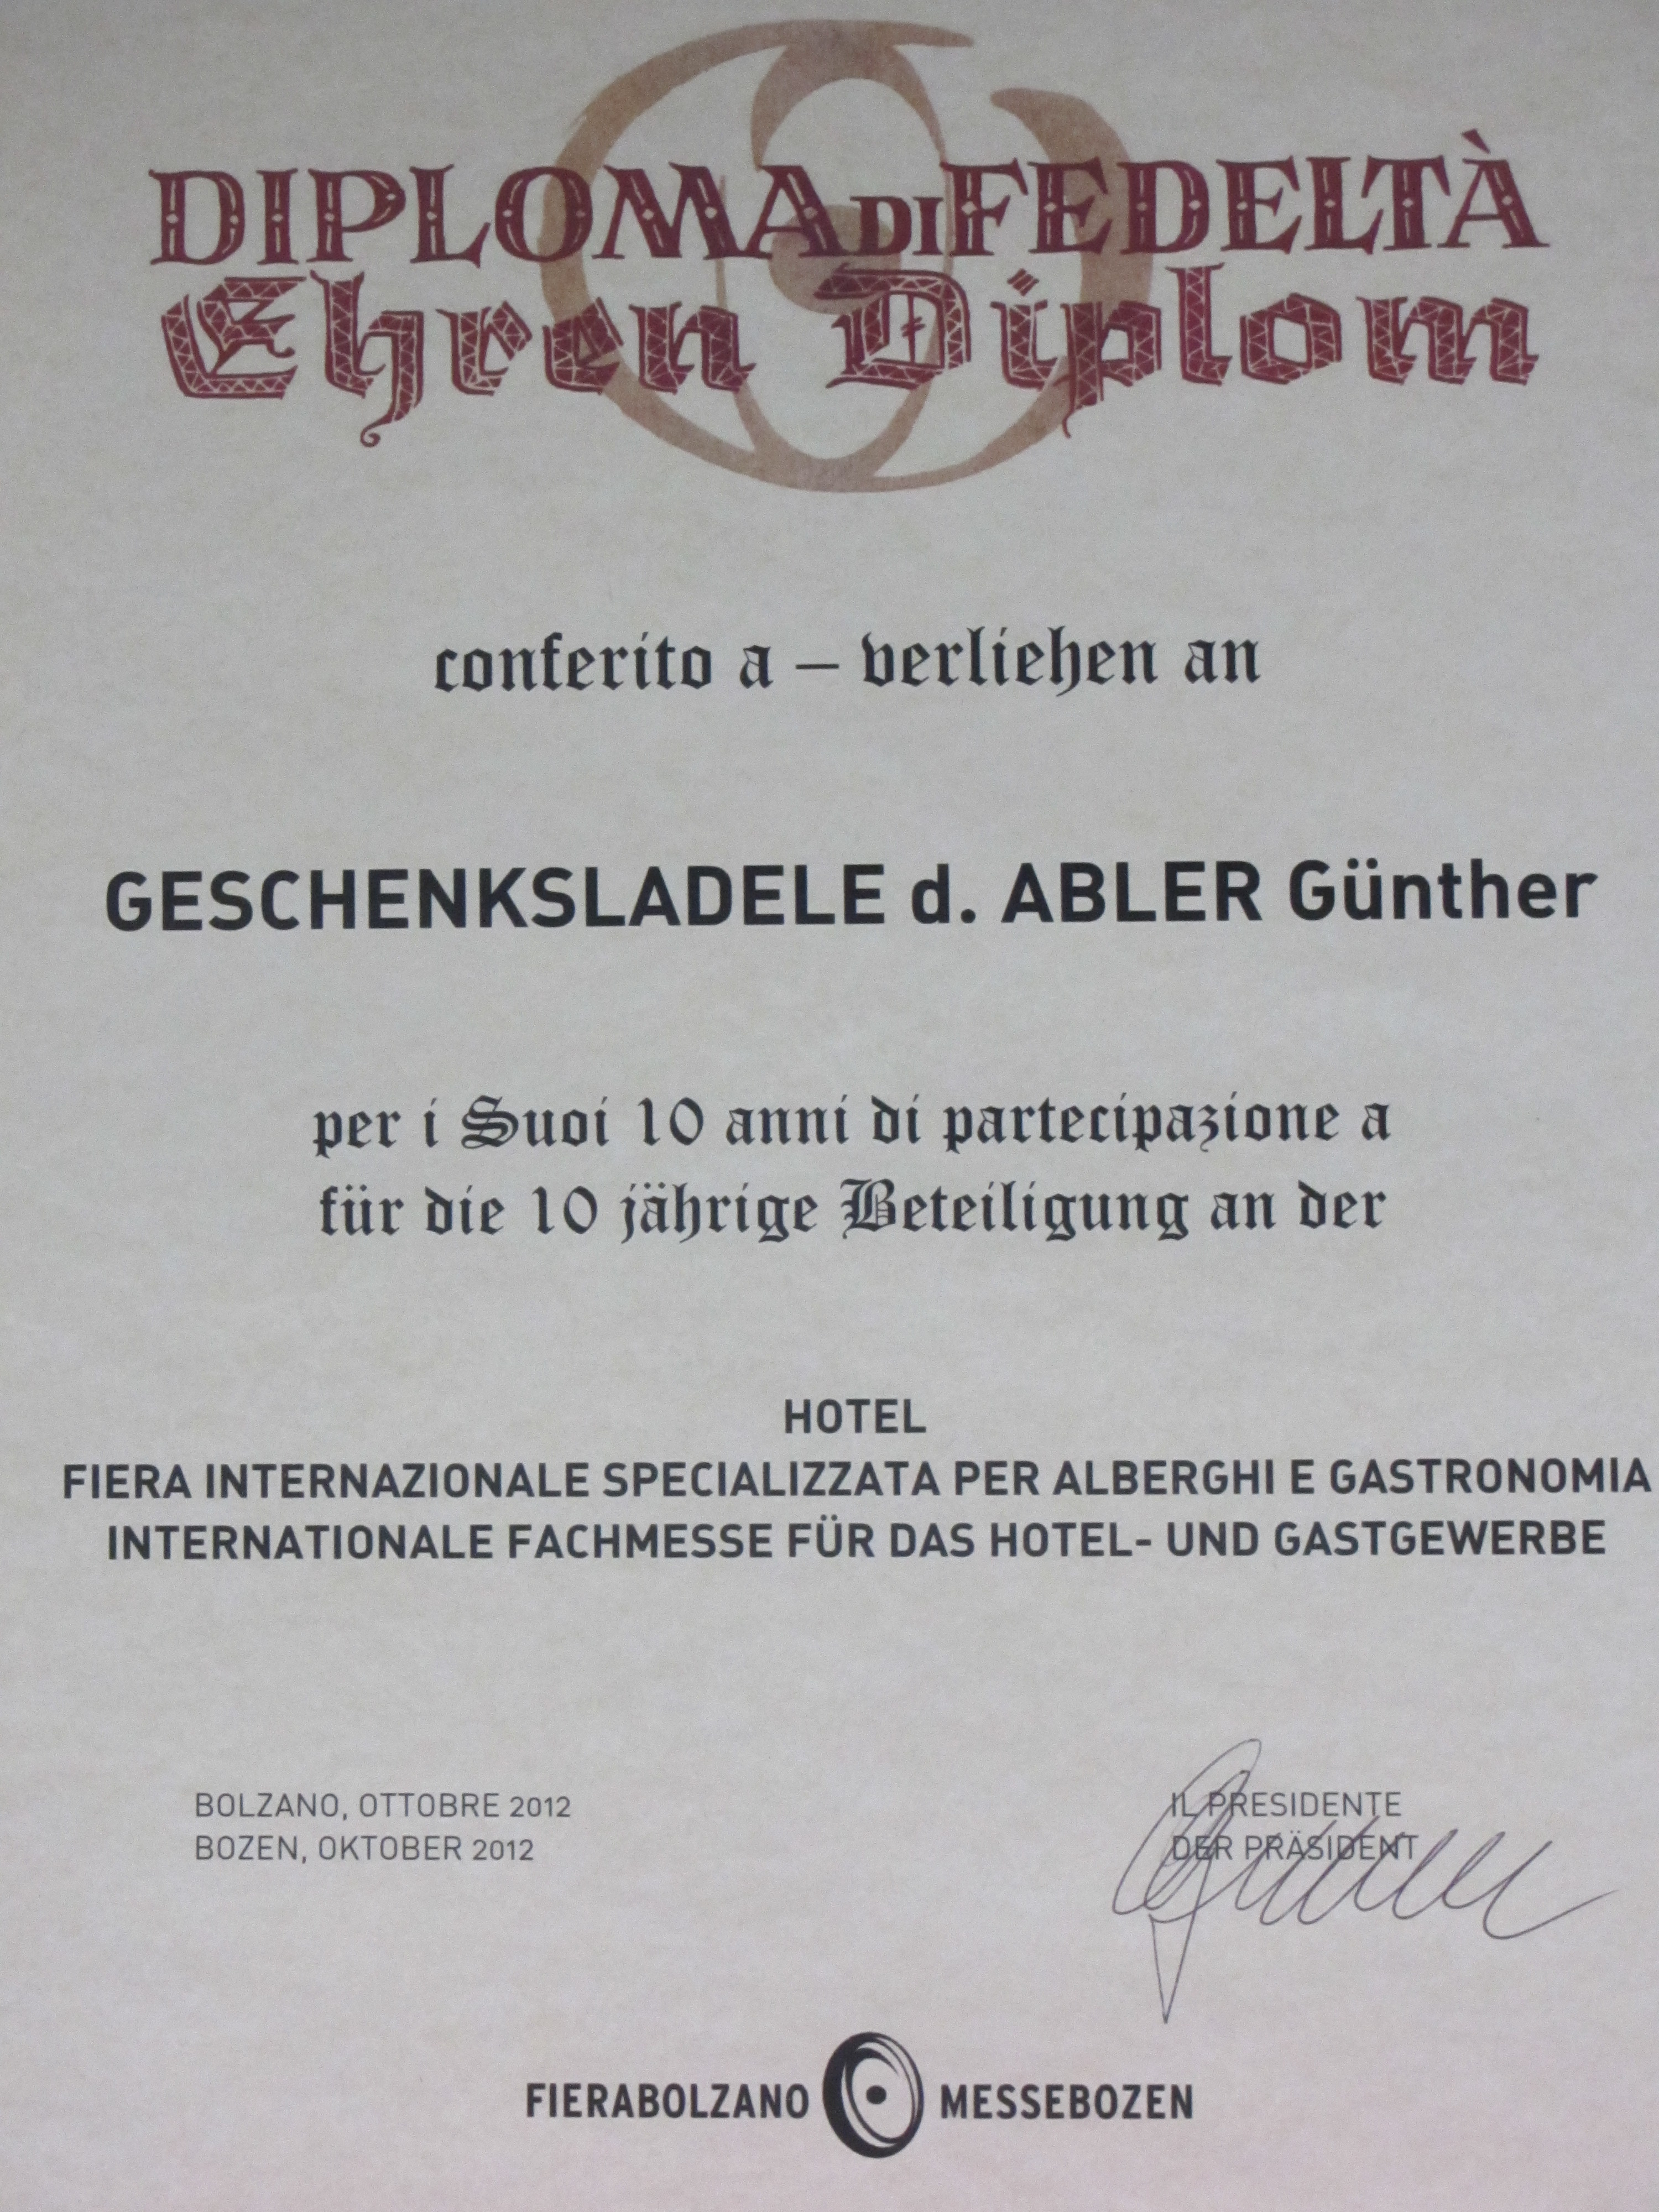 DIPLOMA DI FEDELTÀ
Ehren Diplom
conferito a – verliehen an
GESCHENKSLADELE d. ABLER Günther
per i Suoi 10 anni di partecipazione a
für die 10 jährige Beteiligung an der
HOTEL
FIERA INTERNAZIONALE SPECIALIZZATA PER ALBERGHI E GASTRONOMIA
INTERNATIONALE FACHMESSE FÜR DAS HOTEL- UND GASTGEWERBE
BOLZANO, OTTOBRE 2012
BOZEN, OKTOBER 2012
IL PRESIDENTE
DER PRÄSIDENT
FIERABOLZANO MESSEBOZEN